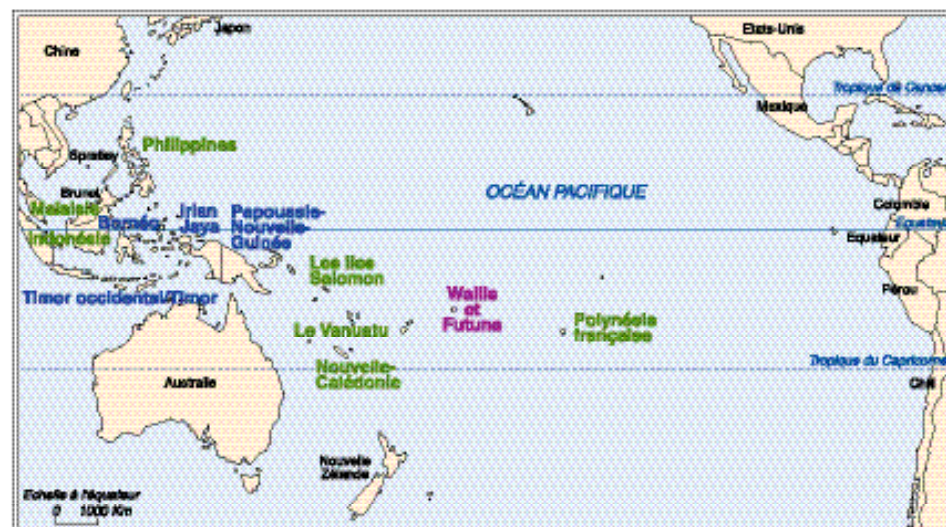 Japon
Etats-Unis
Chine
Tropique du Cancer
Mexique
Philippines
Spratley
OCÉAN PACIFIQUE
Brunei
Malaisie
Colombie
Bornéo
Irian
Jaya
Papouasie-
Nouvelle-
Guinée
Equateur
Indonésie
Equateur
Les Iles
Salomon
Pérou
Timor occidental/Timor
Wallis
et
Futuna
Le Vanuatu
Polynésie
française
Nouvelle-
Calédonie
Tropique du Capricorne
Australie
Chili
Nouvelle
Zélande
Echelle à l'équateur
0 1000 Km